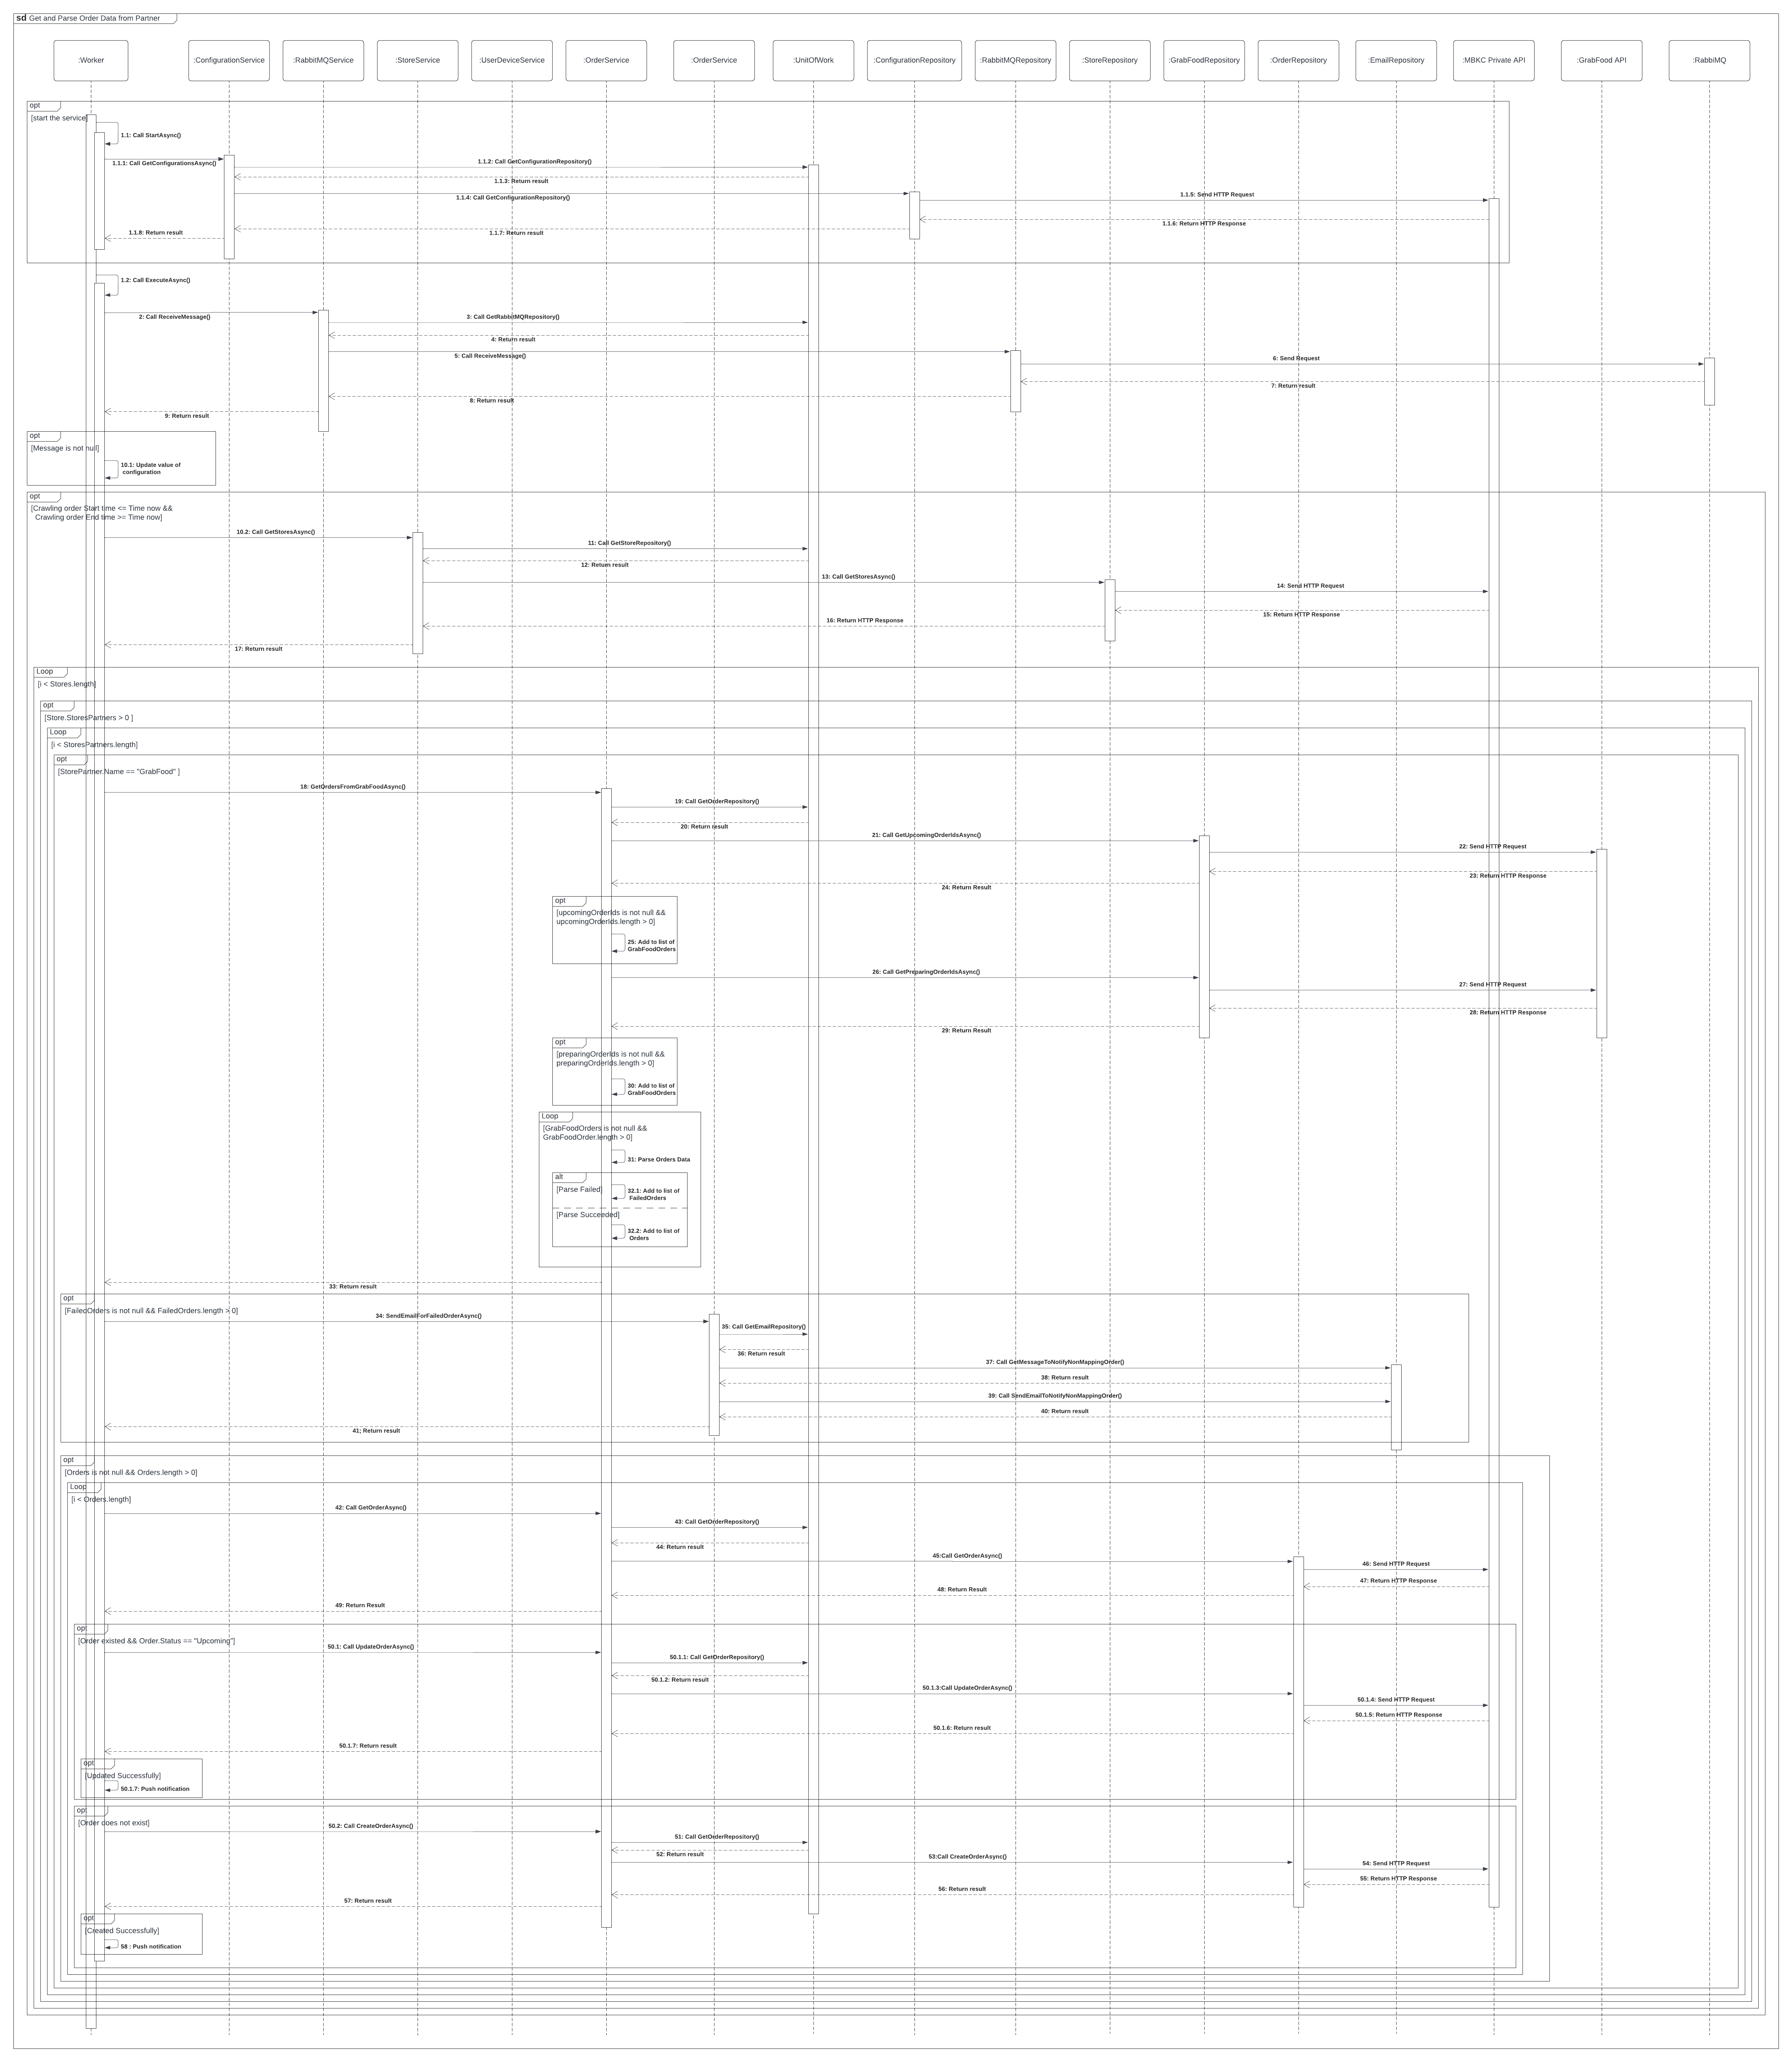 sd Get and Parse Order Data from Partner
:Worker
:ConfigurationService
:RabbitMQService
:StoreService
:UserDeviceService
:OrderService
:OrderService
:UnitOfWork
:ConfigurationRepository
:RabbitMQRepository
:StoreRepository
:GrabFoodRepository
:OrderRepository
:EmailRepository
:MBKC Private API
:GrabFood API
:RabbiMQ
opt
[start the service]
1.1: Call StartAsync()
1.1.1: Call GetConfigurationsAsync()
1.1.2: Call GetConfigurationRepository()
1.1.3: Return result
1.1.4: Call GetConfigurationRepository()
1.1.5: Send HTTP Request
1.1.6: Return HTTP Response
1.1.7: Return result
1.1.8: Return result
1.2: Call ExecuteAsync()
2: Call ReceiveMessage()
3: Call GetRabbitMQRepository()
4: Return result
5: Call ReceiveMessage()
6: Send Request
7: Return result
8: Return result
9: Return result
opt
[Message is not null]
10.1: Update value of
configuration
opt
[Crawling order Start time <= Time now &&
Crawling order End time >= Time now]
10.2: Call GetStoresAsync()
11: Call GetStoreRepository()
12: Return result
13: Call GetStoresAsync()
14: Send HTTP Request
15: Return HTTP Response
16: Return HTTP Response
17: Return result
Loop
[i < Stores.length]
opt
[Store.StoresPartners > 0 ]
Loop
[i < StoresPartners.length]
opt
[StorePartner.Name == "GrabFood" ]
18: GetOrdersFromGrabFoodAsync()
19: Call GetOrderRepository()
20: Return result
21: Call GetUpcomingOrderIdsAsync()
22: Send HTTP Request
23: Return HTTP Response
24: Return Result
opt
[upcomingOrderIds is not null &&
upcomingOrderIds.length > 0]
25: Add to list of
GrabFoodOrders
26: Call GetPreparingOrderIdsAsync()
27: Send HTTP Request
28: Return HTTP Response
29: Return Result
opt
[preparingOrderIds is not null &&
preparingOrderIds.length > 0]
30: Add to list of
GrabFoodOrders
Loop
[GrabFoodOrders is not null &&
GrabFoodOrder.length > 0]
31: Parse Orders Data
alt
[Parse Failed]
32.1: Add to list of
FailedOrders
[Parse Succeeded]
32.2: Add to list of
Orders
33: Return result
opt
[FailedOrders is not null && FailedOrders.length > 0]
34: SendEmailForFailedOrderAsync()
35: Call GetEmailRepository()
36: Return result
37: Call GetMessageToNotifyNonMappingOrder()
38: Return result
39: Call SendEmailToNotifyNonMappingOrder()
40: Return result
41; Return result
opt
[Orders is not null && Orders.length > 0]
Loop
[i < Orders.length]
42: Call GetOrderAsync()
43: Call GetOrderRepository()
44: Return result
45:Call GetOrderAsync()
46: Send HTTP Request
47: Return HTTP Response
48: Return Result
49: Return Result
opt
[Order existed && Order.Status == "Upcoming"]
50.1: Call UpdateOrderAsync()
50.1.1: Call GetOrderRepository()
50.1.2: Return result
50.1.3:Call UpdateOrderAsync()
50.1.4: Send HTTP Request
50.1.5: Return HTTP Response
50.1.6: Return result
50.1.7: Return result
opt
[Updated Successfully]
50.1.7: Push notification
opt
[Order does not exist]
50.2: Call CreateOrderAsync()
51: Call GetOrderRepository()
52: Return result
53:Call CreateOrderAsync()
54: Send HTTP Request
55: Return HTTP Response
56: Return result
57: Return result
opt
[Created Successfully]
58 : Push notification